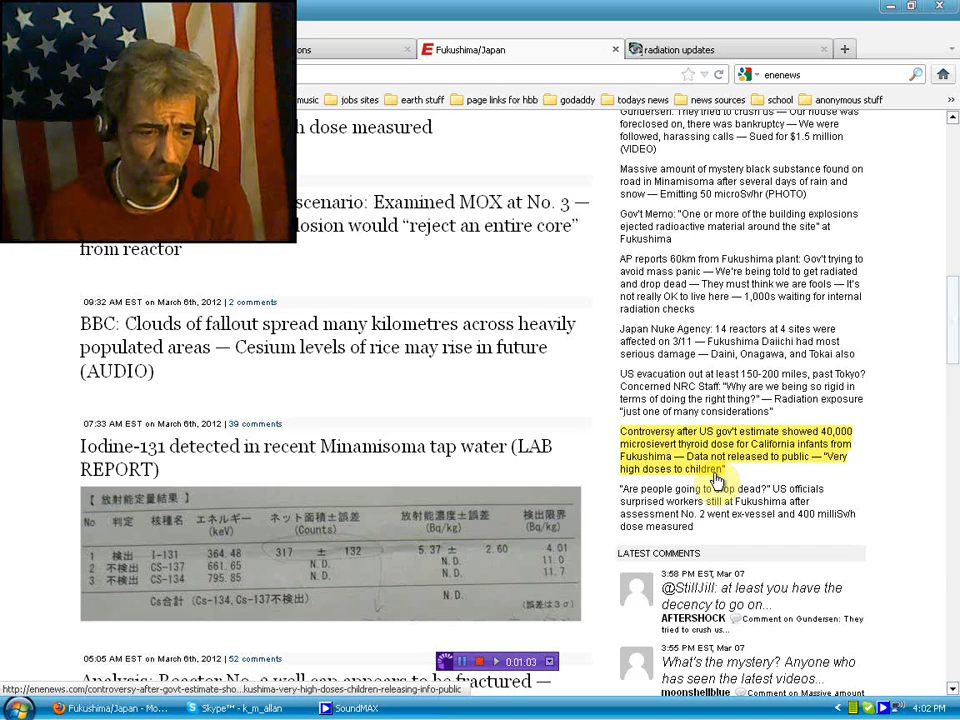 ons
Fukushima/Japan
radiation updates
enenews
music
jobs sites
earth stuff
page links for hbb
godaddy
todays news
news sources
school
anonymous stuff
h dose measured
scenario: Examined MOX at No. 3 —
losion would “reject an entire core”
from reactor
09:32 AM EST on March 6th, 2012 | 2 comments
BBC: Clouds of fallout spread many kilometres across heavily
populated areas — Cesium levels of rice may rise in future
(AUDIO)
07:33 AM EST on March 6th, 2012 | 39 comments
Iodine-131 detected in recent Minamisoma tap water (LAB
REPORT)
【 放射能定量結果 】
No 判定 核種名 エネルギー ネット面積±誤差 放射能濃度±誤差 検出限界
(keV) (Counts) (Bq/kg) (Bq/kg)
1 検出 I-131 364.48 317 ± 132 5.37 ± 2.60 4.01
2 不検出 CS-137 661.65 N.D. N.D. 11.0
3 不検出 CS-134 795.85 N.D. N.D. 11.7
Cs合計 (Cs-134,Cs-137不検出) N.D. (誤差は3σ)
05:05 AM EST on March 6th, 2012 | 52 comments
Analysis: Reactor No. 2 well cap appears to be fractured —
Gundersen: They tried to crush us — Our house was
foreclosed on, there was bankruptcy — We were
followed, harassing calls — Sued for $1.5 million
(VIDEO)
Massive amount of mystery black substance found on
road in Minamisoma after several days of rain and
snow — Emitting 50 microSv/hr (PHOTO)
Gov't Memo: "One or more of the building explosions
ejected radioactive material around the site" at
Fukushima
AP reports 60km from Fukushima plant: Gov't trying to
avoid mass panic — We're being told to get radiated
and drop dead — They must think we are fools — It's
not really OK to live here — 1,000s waiting for internal
radiation checks
Japan Nuke Agency: 14 reactors at 4 sites were
affected on 3/11 — Fukushima Daiichi had most
serious damage — Daini, Onagawa, and Tokai also
US evacuation out at least 150-200 miles, past Tokyo?
Concerned NRC Staff: "Why are we being so rigid in
terms of doing the right thing?" — Radiation exposure
"just one of many considerations"
Controversy after US gov't estimate showed 40,000
microsievert thyroid dose for California infants from
Fukushima — Data not released to public — "Very
high doses to children"
"Are people going to drop dead?" US officials
surprised workers still at Fukushima after
assessment No. 2 went ex-vessel and 400 milliSv/h
dose measured
LATEST COMMENTS
3:58 PM EST, Mar 07
@StillJill: at least you have the
decency to go on...
AFTERSHOCK Comment on Gundersen: They
tried to crush us...
3:55 PM EST, Mar 07
What's the mystery? Anyone who
has seen the latest videos...
moonshellblue Comment on Massive amount
0:01:03
http://enenews.com/controversy-after-govt-estimate-sho...kushima-very-high-doses-children-releasing-info-public
Fukushima/Japan - Mo...
Skype™ - k_m_allan
SoundMAX
4:02 PM